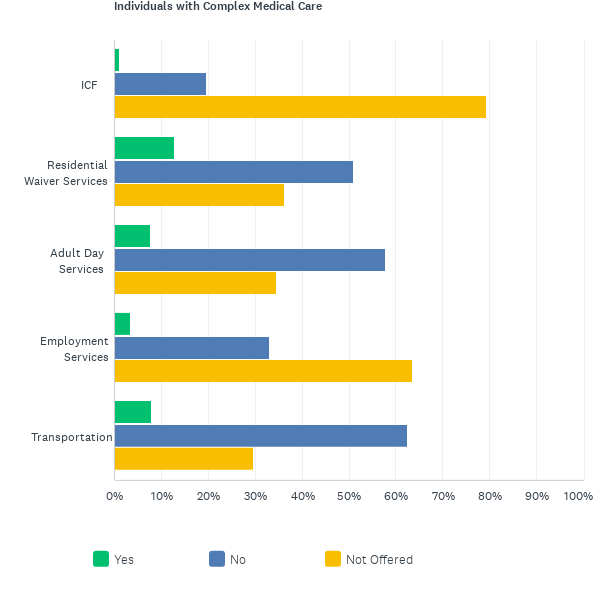 Individuals with Complex Medical Care
ICF
Residential
Waiver Services
Adult Day
Services
Employment
Services
Transportation
0% 10% 20% 30% 40% 50% 60% 70% 80% 90% 100%
Yes No Not Offered